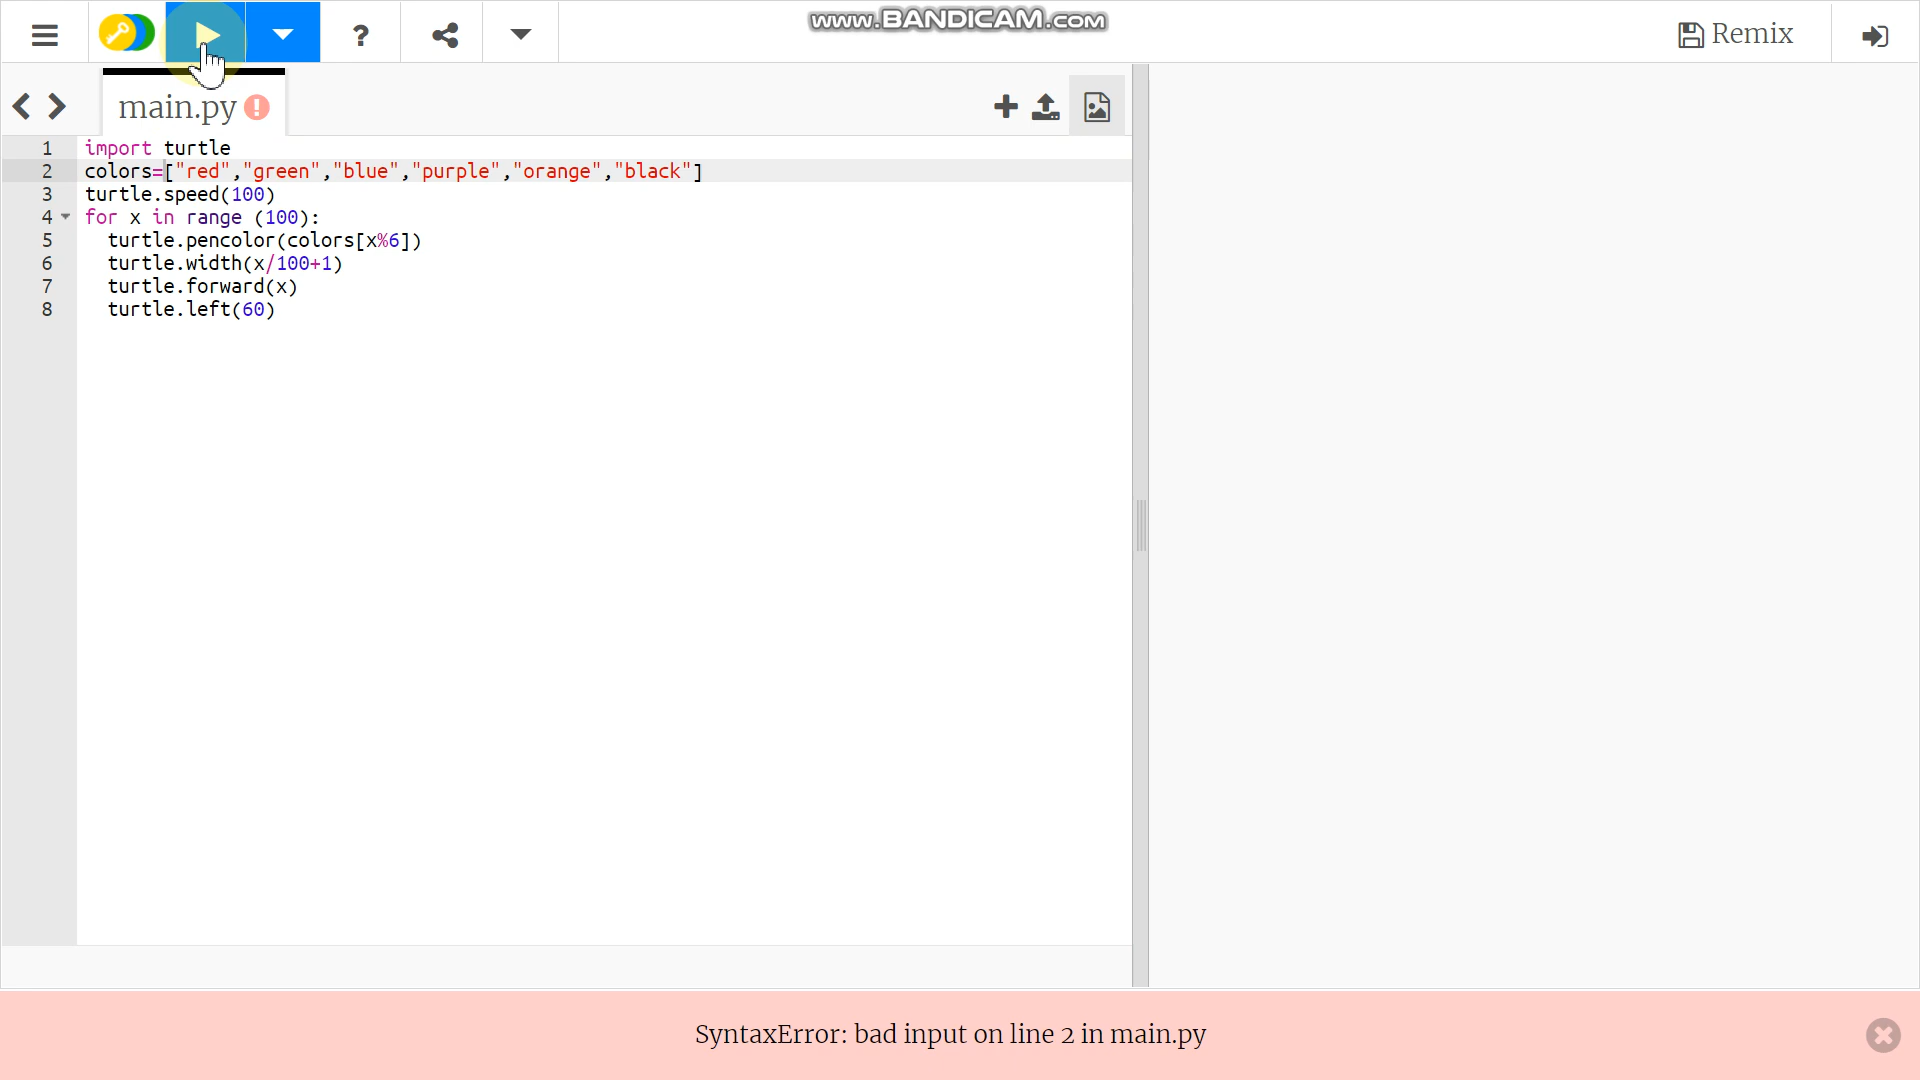 www.BANDICAM.com
Remix
main.py
1 import turtle
2 colors=["red","green","blue","purple","orange","black"]
3 turtle.speed(100)
4 for x in range (100):
5   turtle.pencolor(colors[x%6])
6   turtle.width(x/100+1)
7   turtle.forward(x)
8   turtle.left(60)
SyntaxError: bad input on line 2 in main.py